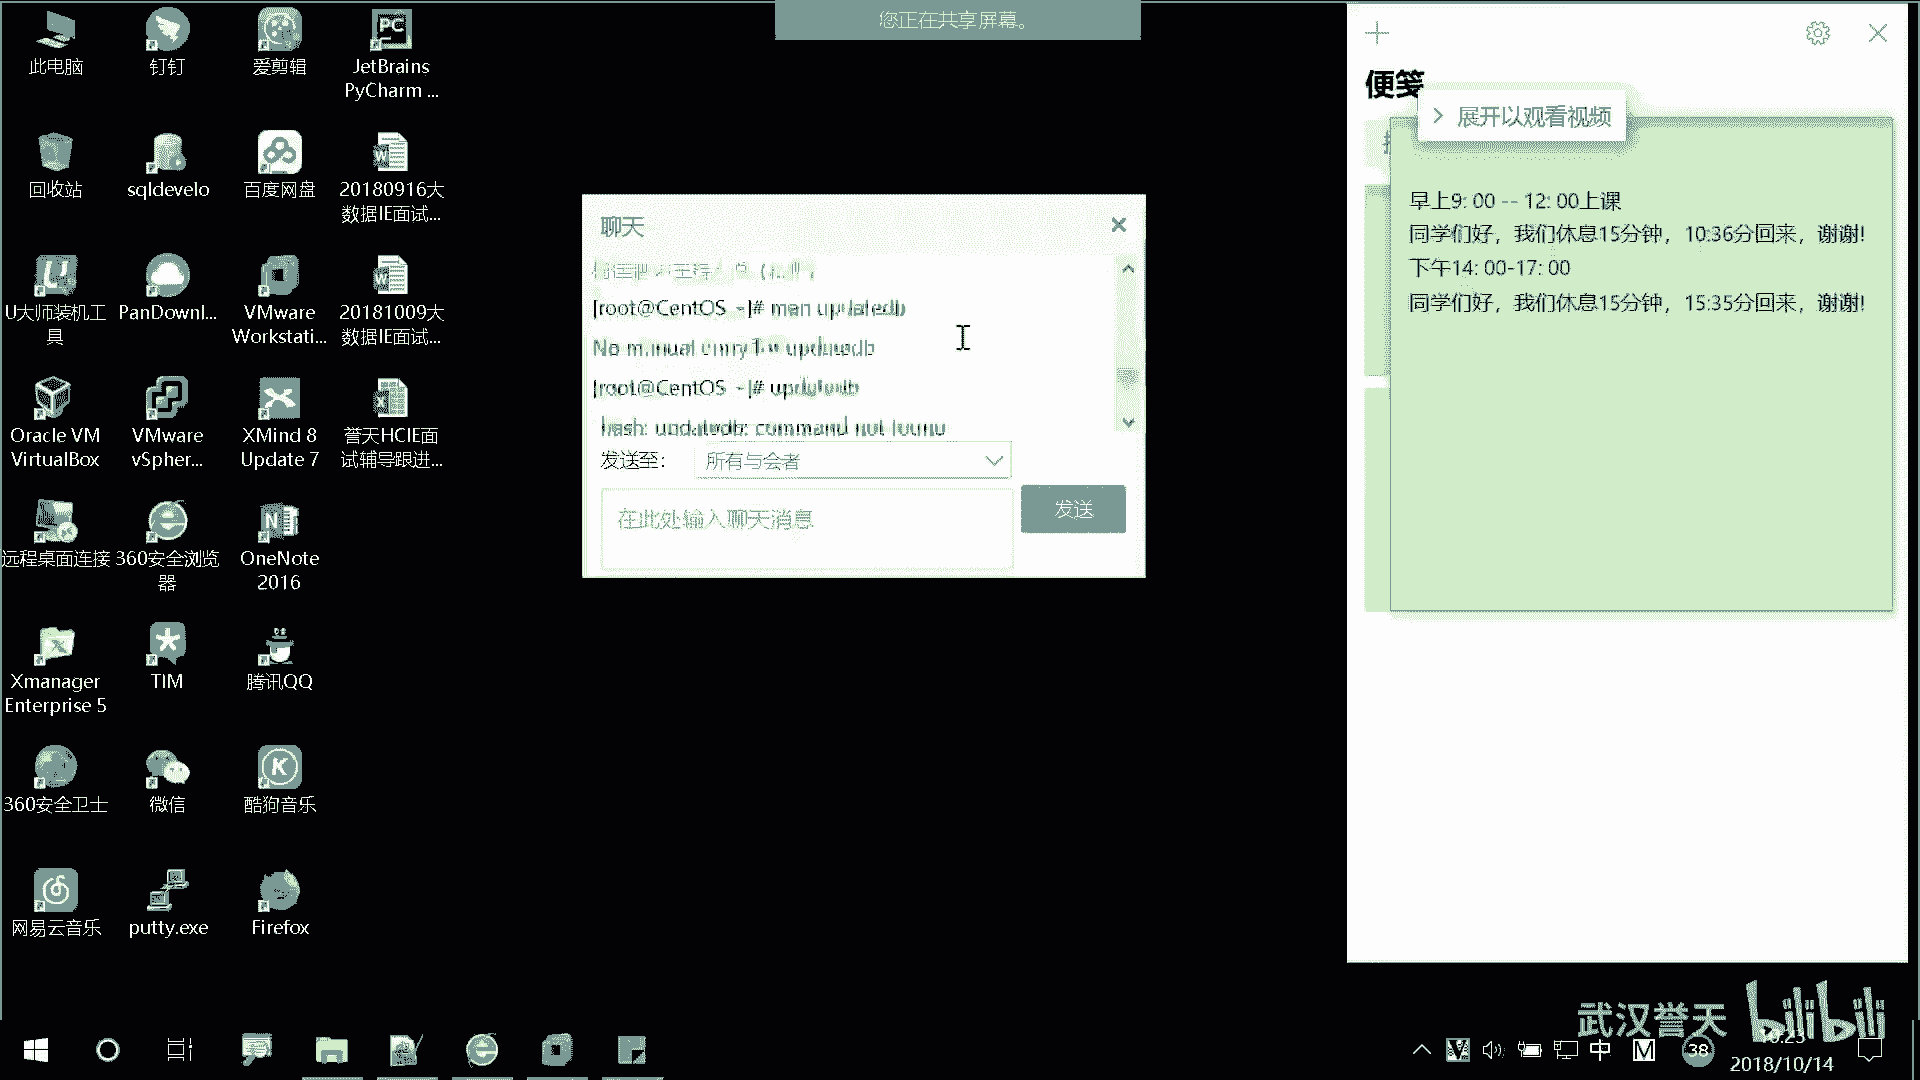 您正在共享屏幕。
此电脑
钉钉
爱剪辑
JetBrains
PyCharm ...
回收站
sqldevelo
百度网盘
20180916大
数据IE面试...
U大师装机工
具
PanDownl...
VMware
Workstati...
20181009大
数据IE面试...
Oracle VM
VirtualBox
VMware
vSpher...
XMind 8
Update 7
誉天HCIE面
试辅导跟进...
远程桌面连接
360安全浏览
器
OneNote
2016
Xmanager
Enterprise 5
TIM
腾讯QQ
360安全卫士
微信
酷狗音乐
网易云音乐
putty.exe
Firefox
聊天
[root@CentOS ~]# man updatedb
No manual entry for updatedb
[root@CentOS ~]# updatedb
bash: updatedb: command not found
发送至:
所有与会者
在此处输入聊天消息
发送
便笺
展开以观看视频
早上9: 00 -- 12: 00上课
同学们好，我们休息15分钟，10:36分回来，谢谢!
下午14: 00-17: 00
同学们好，我们休息15分钟，15:35分回来，谢谢!
武汉誉天 bilibili
中
38
2018/10/14